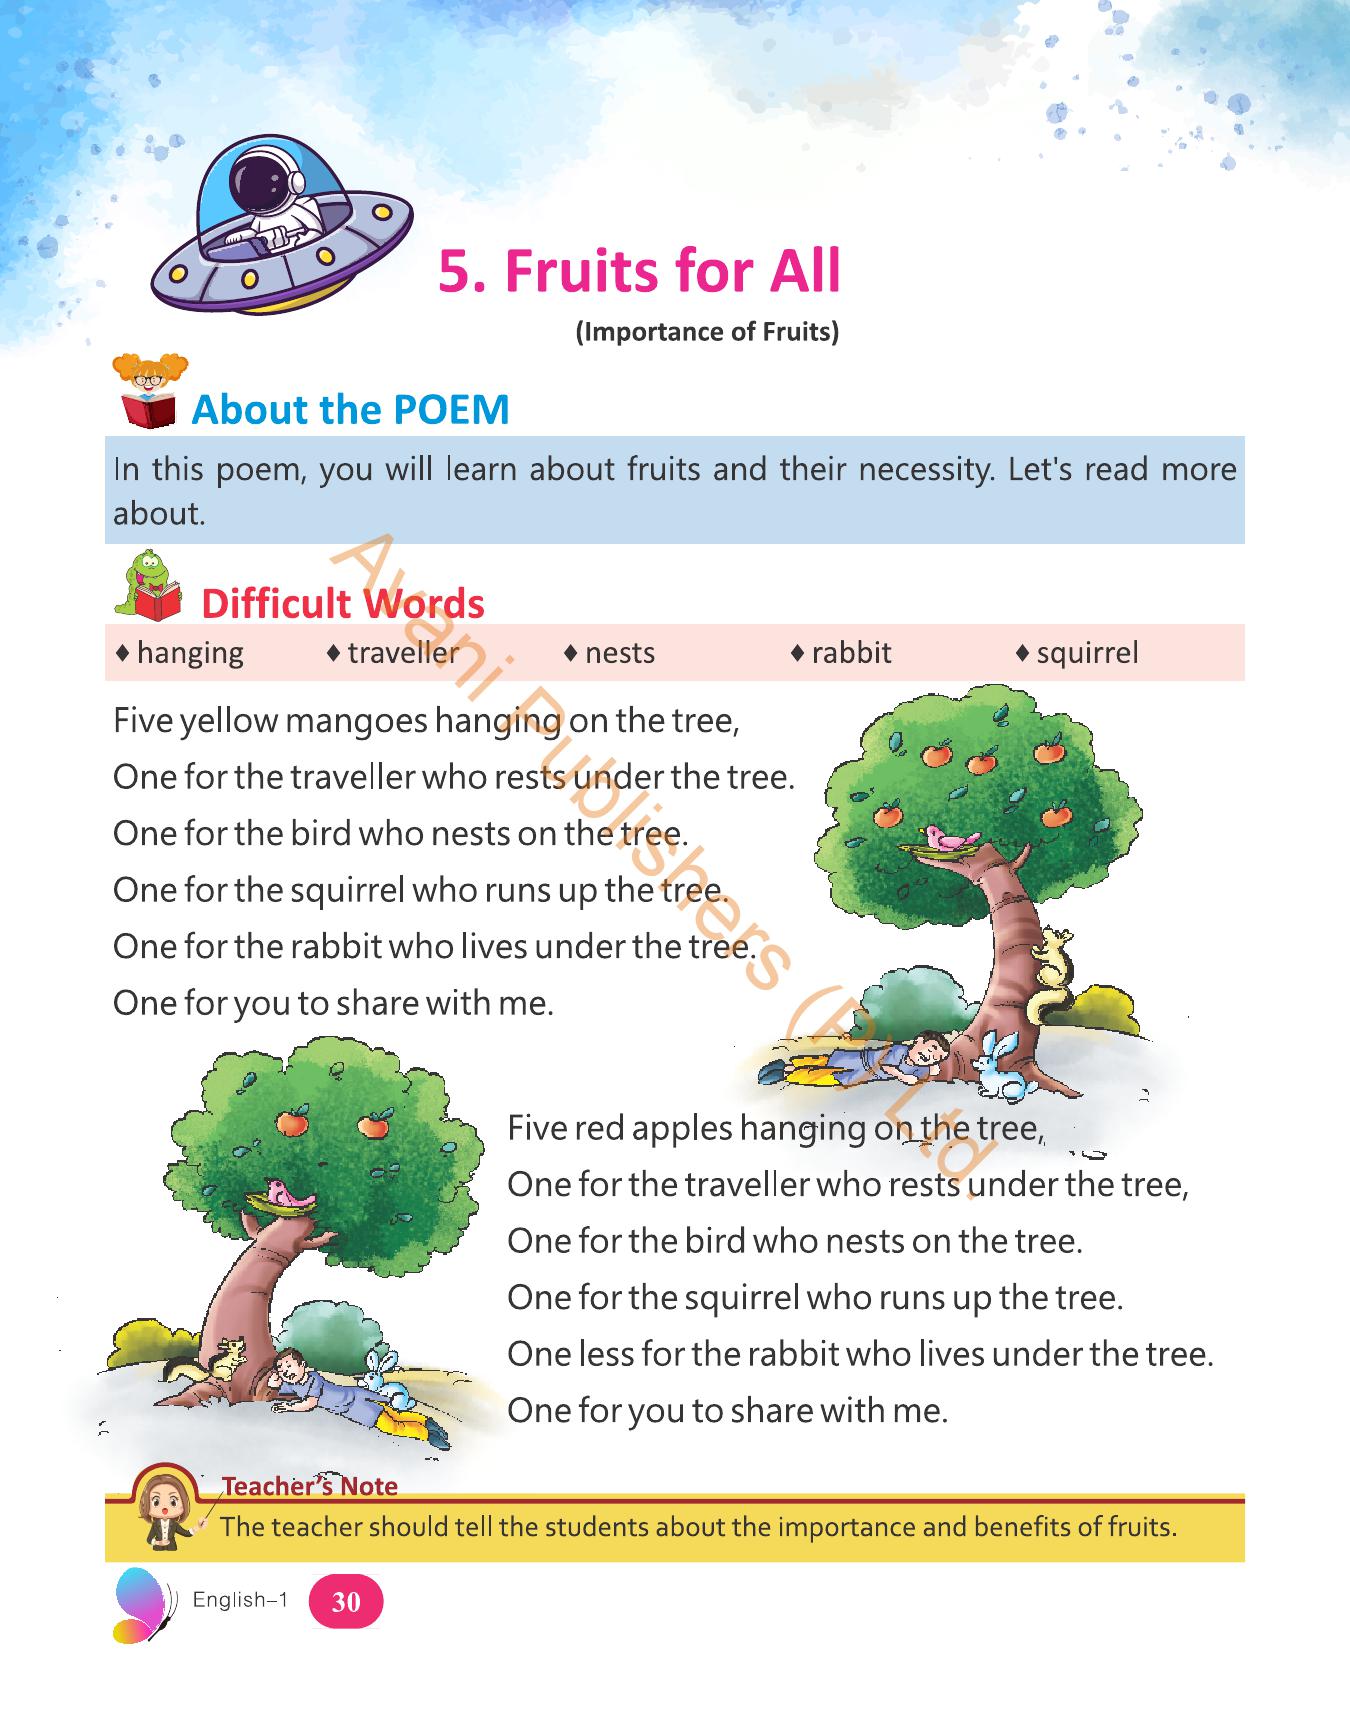 5. Fruits for All
(Importance of Fruits)
About the POEM
In this poem, you will learn about fruits and their necessity. Let's read more
about.
Difficult Words
♦ hanging ♦ traveller ♦ nests ♦ rabbit ♦ squirrel
Five yellow mangoes hanging on the tree,
One for the traveller who rests under the tree.
One for the bird who nests on the tree.
One for the squirrel who runs up the tree.
One for the rabbit who lives under the tree.
One for you to share with me.
Five red apples hanging on the tree,
One for the traveller who rests under the tree,
One for the bird who nests on the tree.
One for the squirrel who runs up the tree.
One less for the rabbit who lives under the tree.
One for you to share with me.
Avani Publishers (P) Ltd.
Teacher’s Note
The teacher should tell the students about the importance and benefits of fruits.
English–1 30